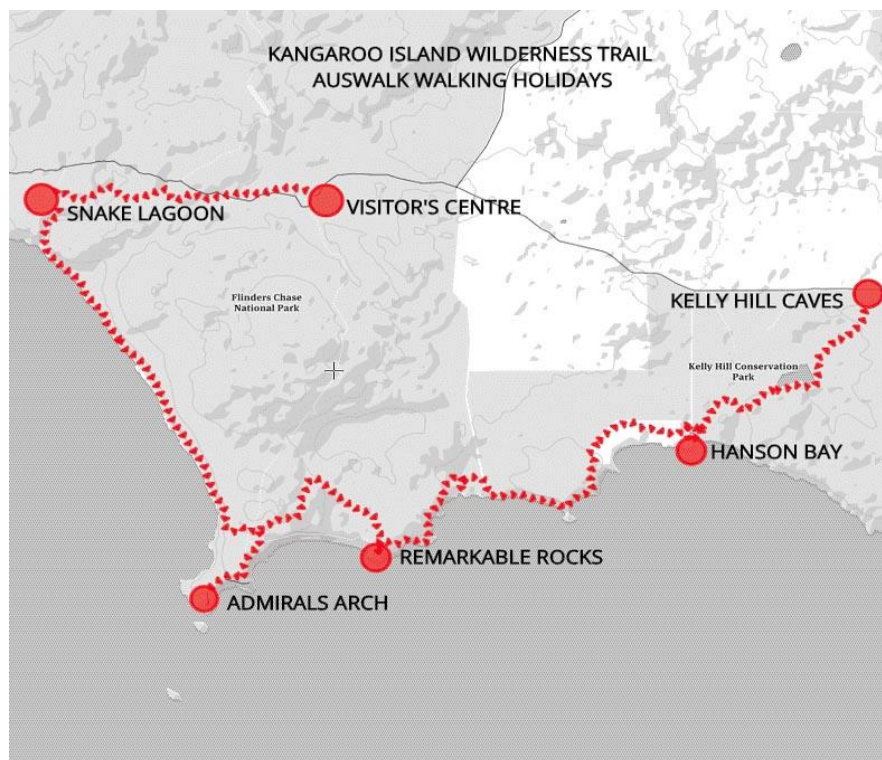 KANGAROO ISLAND WILDERNESS TRAIL
AUSWALK WALKING HOLIDAYS
SNAKE LAGOON
VISITOR'S CENTRE
Flinders Chase
National Park
KELLY HILL CAVES
Kelly Hill Conservation
Park
HANSON BAY
REMARKABLE ROCKS
ADMIRALS ARCH